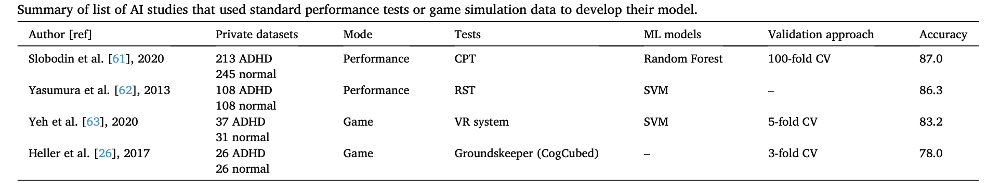 Summary of list of AI studies that used standard performance tests or game simulation data to develop their model.
Author [ref] Private datasets Mode Tests ML models Validation approach Accuracy
Slobodin et al. [61], 2020 213 ADHD Performance CPT Random Forest 100-fold CV 87.0
245 normal
Yasumura et al. [62], 2013 108 ADHD Performance RST SVM – 86.3
108 normal
Yeh et al. [63], 2020 37 ADHD Game VR system SVM 5-fold CV 83.2
31 normal
Heller et al. [26], 2017 26 ADHD Game Groundskeeper (CogCubed) – 3-fold CV 78.0
26 normal